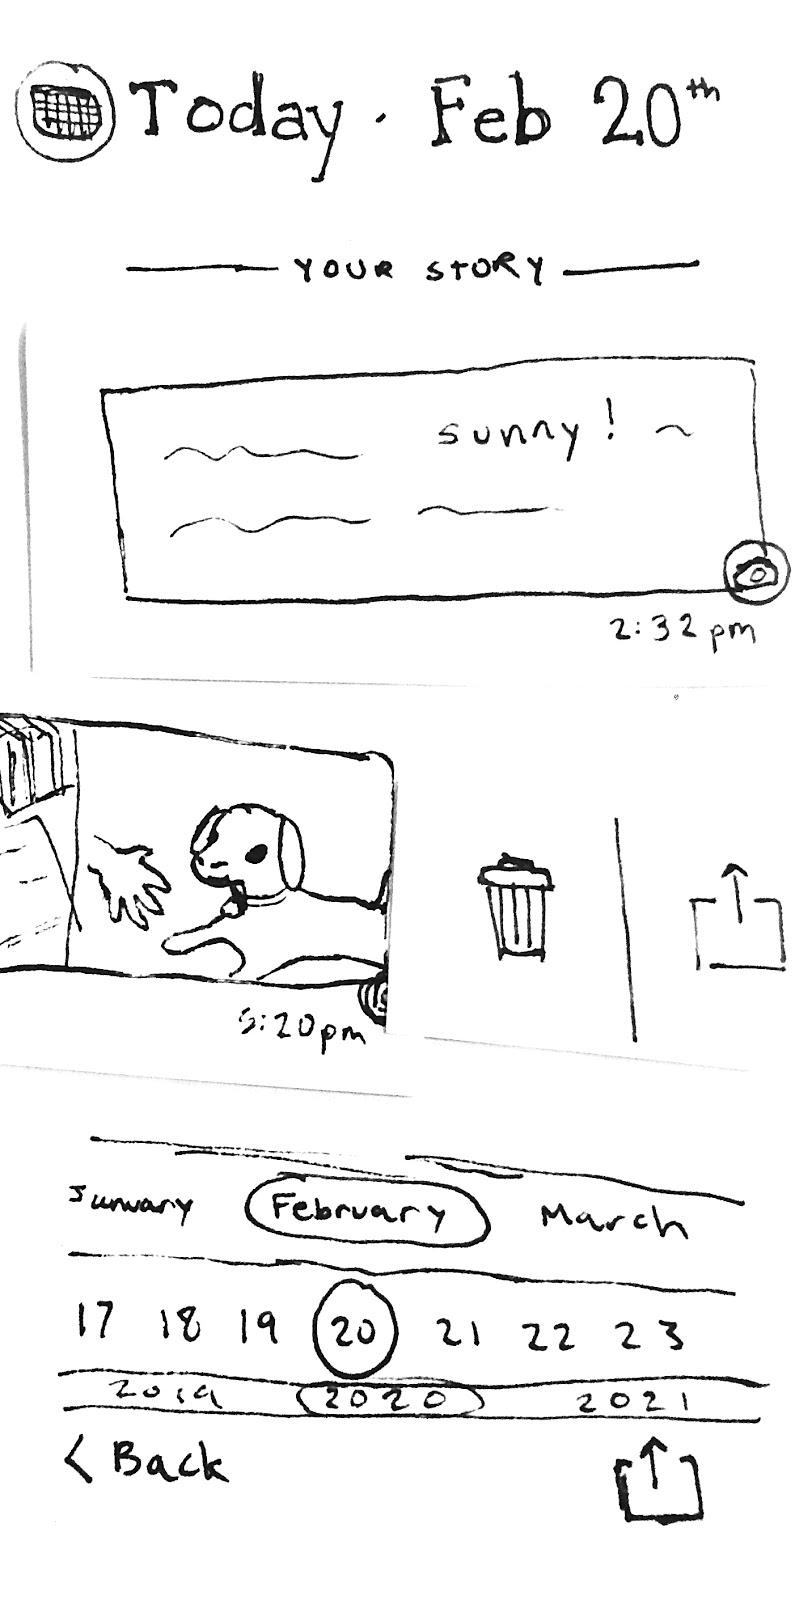 Today · Feb 20th
YOUR STORY
sunny!
2:32 pm
5:20pm
January February March
17 18 19 20 21 22 23
2019 2020 2021
< Back